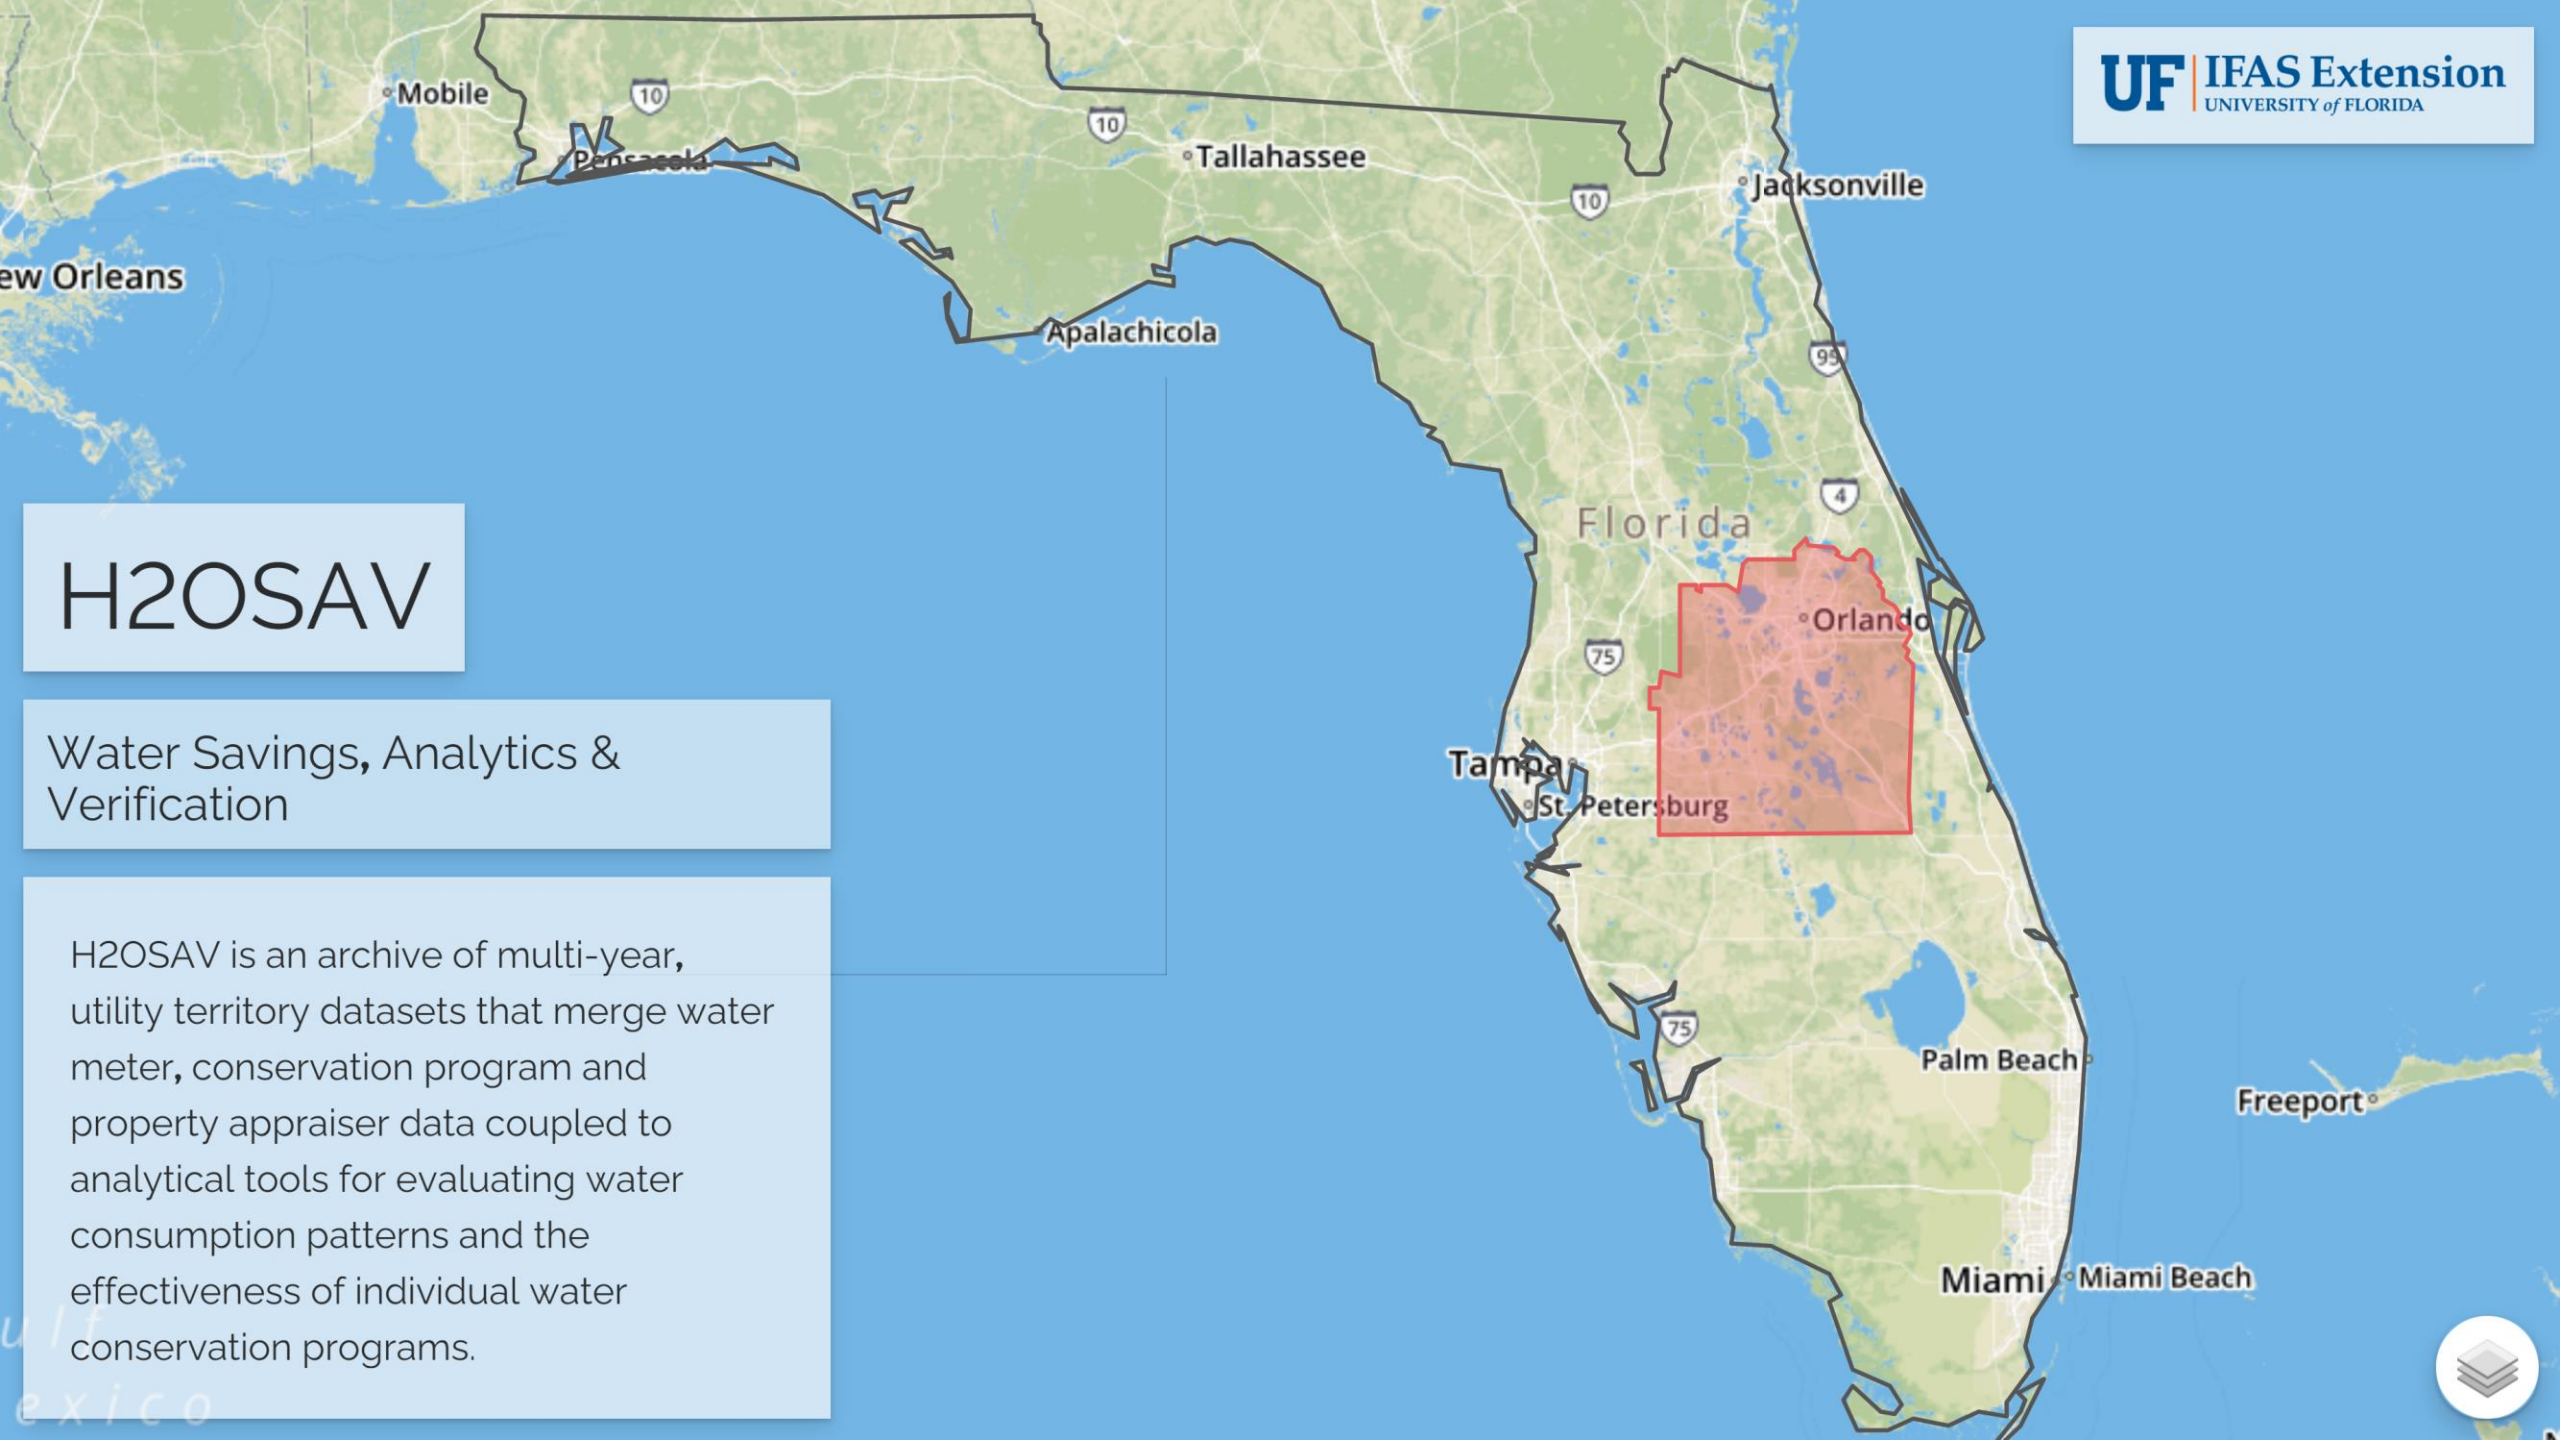 UF IFAS Extension
UNIVERSITY of FLORIDA
Mobile
10
Pensacola
10
Tallahassee
10
Jacksonville
ew Orleans
Apalachicola
95
4
Florida
Orlando
75
Tampa
St. Petersburg
75
Palm Beach
Freeport
Miami
Miami Beach
H2OSAV
Water Savings, Analytics &
Verification
H2OSAV is an archive of multi-year,
utility territory datasets that merge water
meter, conservation program and
property appraiser data coupled to
analytical tools for evaluating water
consumption patterns and the
effectiveness of individual water
conservation programs.
ulf
exico